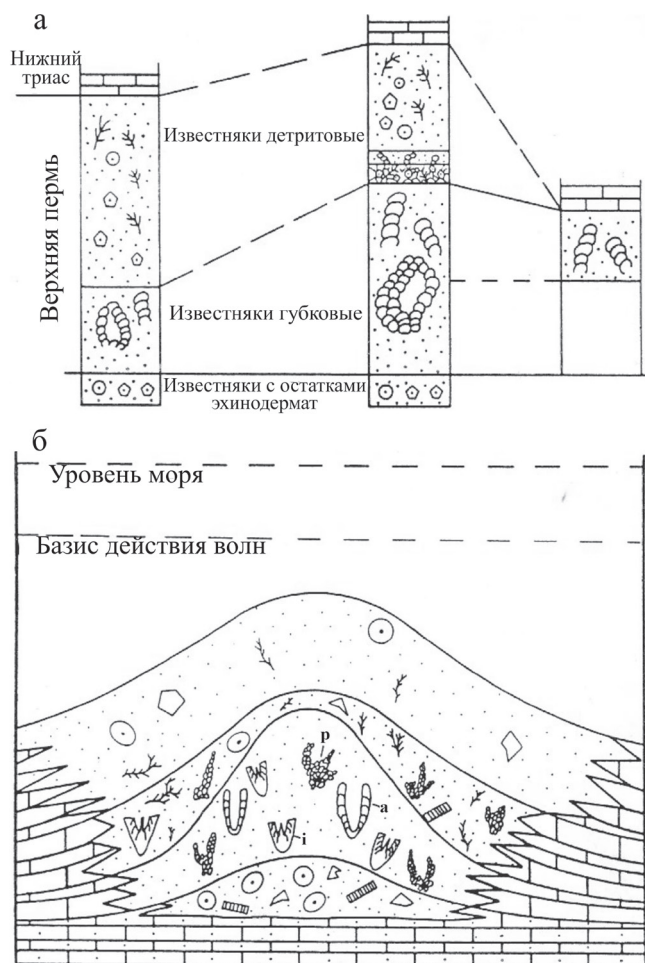 а
Нижний
триас
Верхняя пермь
Известняки детритовые
Известняки губковые
Известняки с остатками
эхинодермат
б
Уровень моря
Базис действия волн
p
a
i